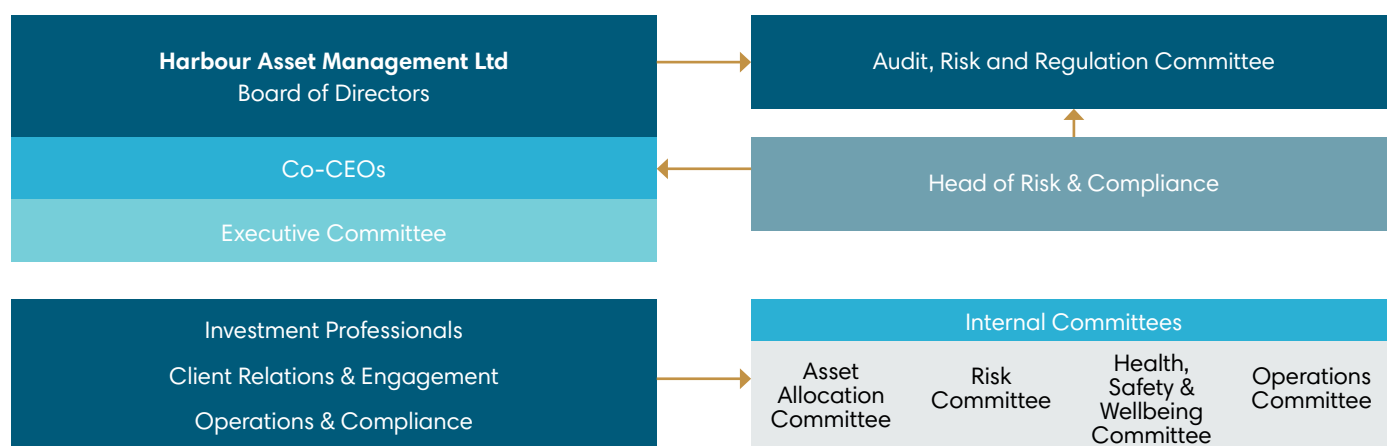 Harbour Asset Management Ltd
Board of Directors
Audit, Risk and Regulation Committee
Co-CEOs
Head of Risk & Compliance
Executive Committee
Investment Professionals
Client Relations & Engagement
Operations & Compliance
Internal Committees
Asset
Allocation
Committee
Risk
Committee
Health,
Safety &
Wellbeing
Committee
Operations
Committee